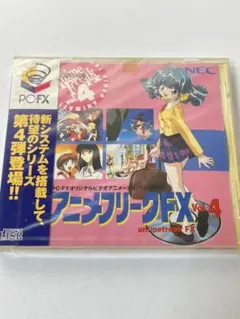 PC-FX
NEC
新システムを搭載して
待望のシリーズ
第4弾登場!!
4
PC-FXオリジナルビデオアニメー
アニメフリークFX
Vol.4
animefreak FX